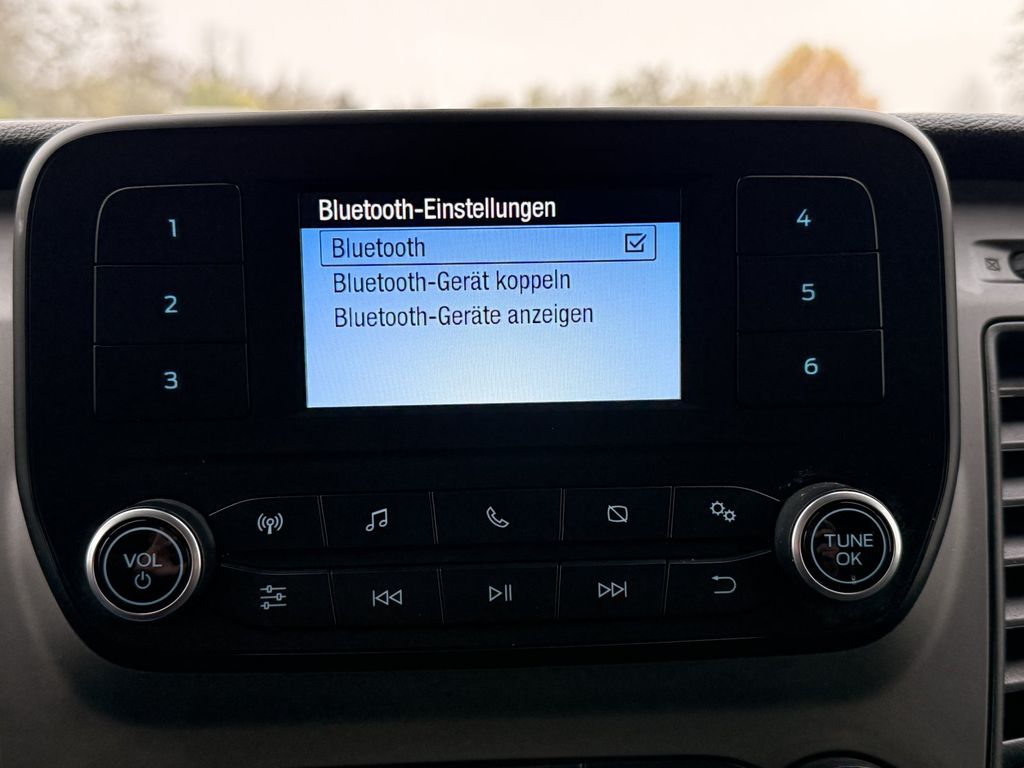 Bluetooth-Einstellungen
Bluetooth
Bluetooth-Gerät koppeln
Bluetooth-Geräte anzeigen
1
2
3
4
5
6
VOL
TUNE
OK